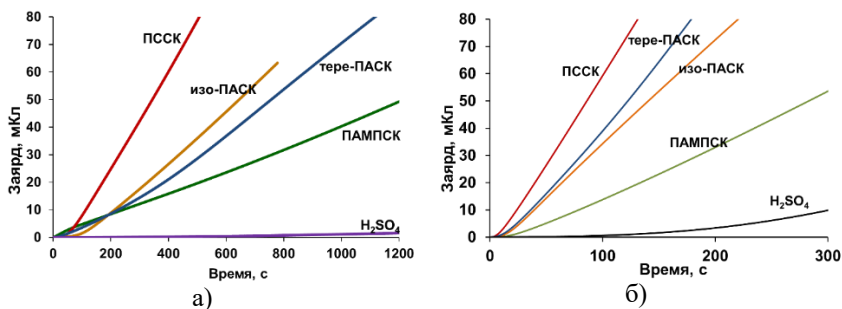 80
70
60
50
40
30
20
10
0
Заярд, мКл
ПССК
изо-ПАСК
тере-ПАСК
ПАМПСК
H₂SO₄
0 200 400 600 800 1000 1200
Время, с
а)
80
70
60
50
40
30
20
10
0
Заярд, мКл
ПССК
тере-ПАСК
изо-ПАСК
ПАМПСК
H₂SO₄
0 100 200 300
Время, с
б)